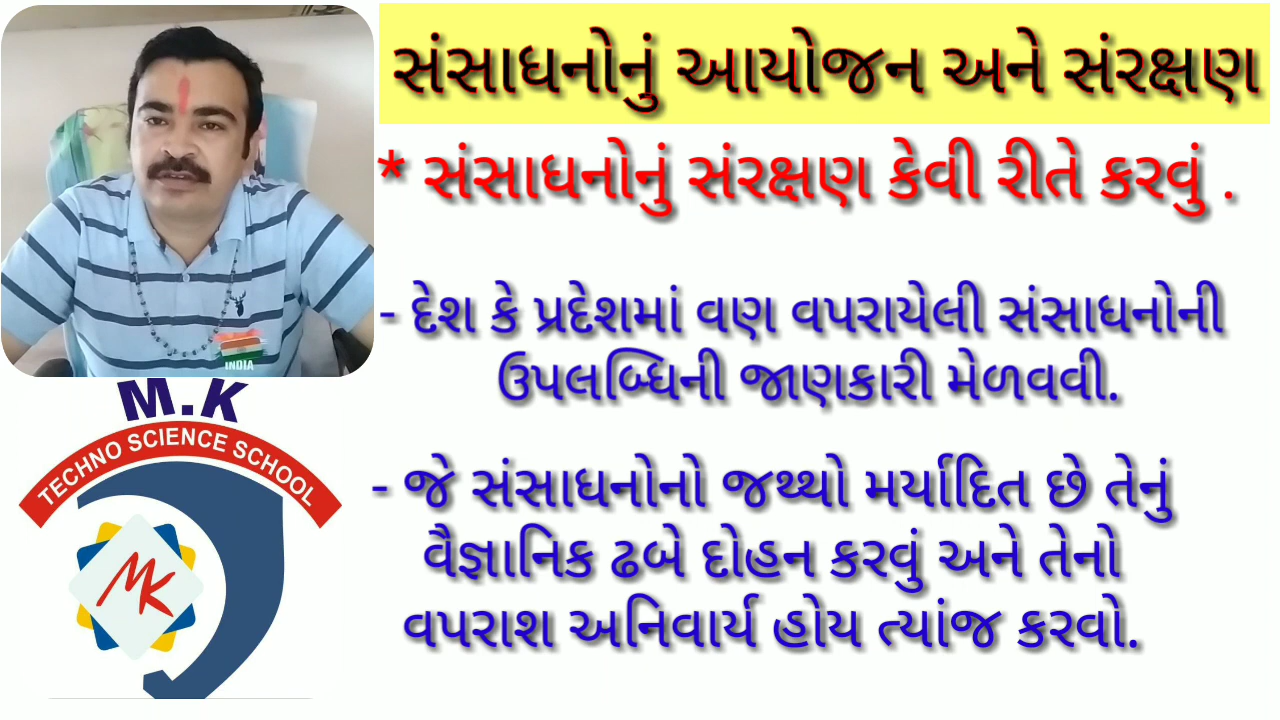 સંસાધનોનું આયોજન અને સંરક્ષણ
* સંસાધનોનું સંરક્ષણ કેવી રીતે કરવું .
- દેશ કે પ્રદેશમાં વણ વપરાયેલી સંસાધનોની
ઉપલબ્ધિની જાણકારી મેળવવી.
- જે સંસાધનોનો જથ્થો મર્યાદિત છે તેનું
વૈજ્ઞાનિક ઢબે દોહન કરવું અને તેનો
વપરાશ અનિવાર્ય હોય ત્યાંજ કરવો.
INDIA
M.K
TECHNO SCIENCE SCHOOL
MK